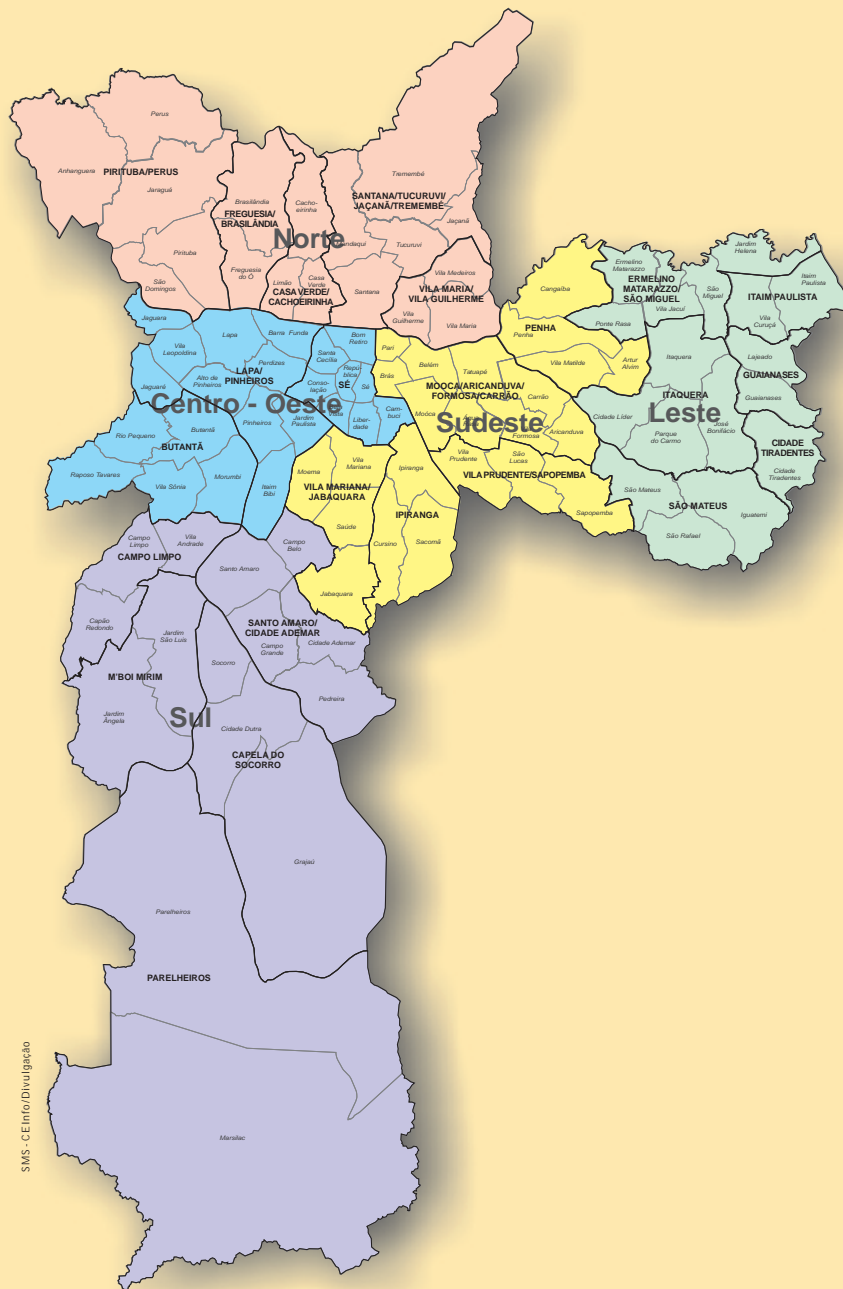 Perus
Anhanguera
PIRITUBA/PERUS
Jaraguá
Pirituba
São
Domingos
Brasilândia
FREGUESIA/
BRASILÂNDIA
Freguesia
do Ó
Cacho-
eirinha
Norte
Limão
Casa
Verde
CASA VERDE/
CACHOEIRINHA
Tremembé
SANTANA/TUCURUVI/
JAÇANÃ/TREMEMBÉ
Jaçanã
Tucuruvi
Santana
Vila Medeiros
VILA MARIA/
VILA GUILHERME
Vila
Guilherme
Vila Maria
Jaguara
Vila
Leopoldina
Lapa
Barra Funda
Perdizes
LAPA/
PINHEIROS
Alto de
Pinheiros
Jaguaré
Centro - Oeste
Pinheiros
Jardim
Paulista
Bom
Retiro
Santa
Cecília
Repú-
blica
SÉ
Sé
Conso-
lação
Liber-
dade
Cam-
buci
Rio Pequeno
Butantã
BUTANTÃ
Raposo Tavares
Vila Sônia
Morumbi
Itaim
Bibi
Pari
Brás
Belém
Tatuapé
MOOCA/ARICANDUVA/
FORMOSA/CARRÃO
Carrão
Moóca
Sudeste
Formosa
Aricanduva
Cangaíba
PENHA
Penha
Vila Matilde
Artur
Alvim
Vila
Prudente
São
Lucas
VILA PRUDENTE/SAPOPEMBA
Sapopemba
Moema
Vila
Mariana
VILA MARIANA/
JABAQUARA
Saúde
Jabaquara
Ipiranga
IPIRANGA
Cursino
Sacomã
Ermelino
Matarazzo
ERMELINO
MATARAZZO/
SÃO MIGUEL
São
Miguel
Vila Jacuí
Ponte Rasa
Jardim
Helena
Itaim
Paulista
ITAIM PAULISTA
Vila
Curuçá
Itaquera
ITAQUERA
Leste
Cidade Líder
Parque
do Carmo
José
Bonifácio
Lajeado
GUAIANASES
Guaianases
CIDADE
TIRADENTES
Cidade
Tiradentes
São Mateus
SÃO MATEUS
Iguatemi
São Rafael
Campo
Limpo
Vila
Andrade
CAMPO LIMPO
Capão
Redondo
Jardim
São Luís
M'BOI MIRIM
Jardim
Ângela
Sul
Santo Amaro
Campo
Belo
SANTO AMARO/
CIDADE ADEMAR
Campo
Grande
Cidade Ademar
Pedreira
Socorro
Cidade Dutra
CAPELA DO
SOCORRO
Grajaú
Parelheiros
PARELHEIROS
Marsilac
SMS - CEInfo/Divulgação